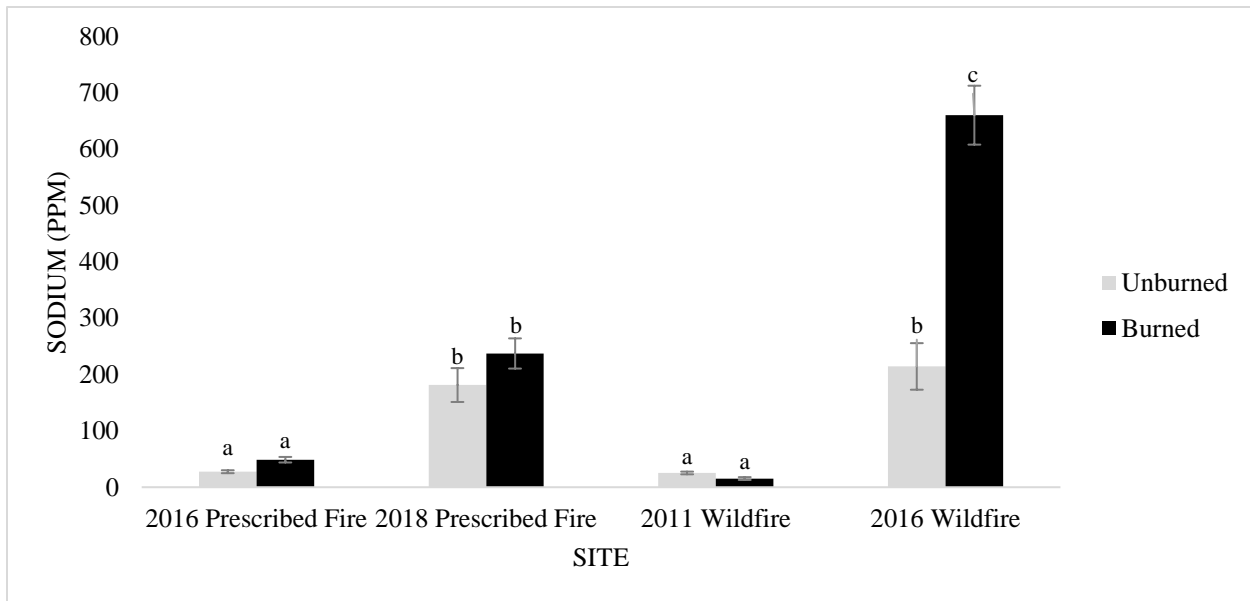 800
700
600
500
400
300
200
100
0
SODIUM (PPM)
a a b b a a b c
2016 Prescribed Fire 2018 Prescribed Fire 2011 Wildfire 2016 Wildfire
SITE
Unburned
Burned